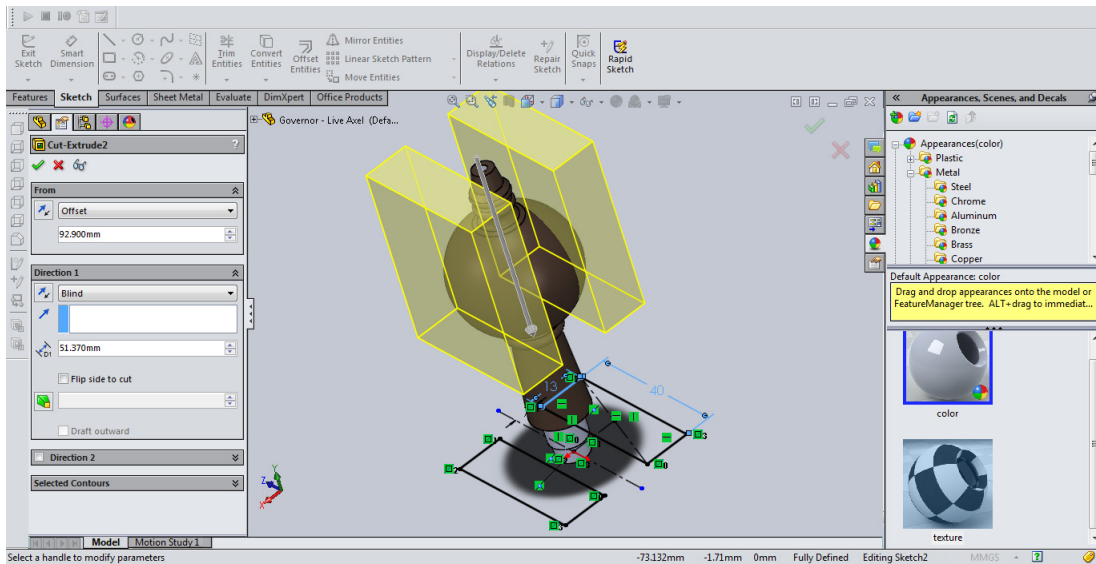 Exit Sketch
Smart Dimension
Trim Entities
Convert Entities
Offset Entities
Mirror Entities
Linear Sketch Pattern
Move Entities
Display/Delete Relations
Repair Sketch
Quick Snaps
Rapid Sketch
Features Sketch Surfaces Sheet Metal Evaluate DimXpert Office Products
Appearances, Scenes, and Decals
Governor - Live Axel (Defa...
Cut-Extrude2 ?
From
Offset
92.900mm
Direction 1
Blind
D1
51.370mm
Flip side to cut
Draft outward
Direction 2
Selected Contours
13
40
Z
Y
X
Appearances(color)
Plastic
Metal
Steel
Chrome
Aluminum
Bronze
Brass
Copper
Default Appearance: color
Drag and drop appearances onto the model or
FeatureManager tree. ALT+drag to immediat...
color
texture
Model Motion Study 1
Select a handle to modify parameters -73.132mm -1.71mm 0mm Fully Defined Editing Sketch2 MMGS ?